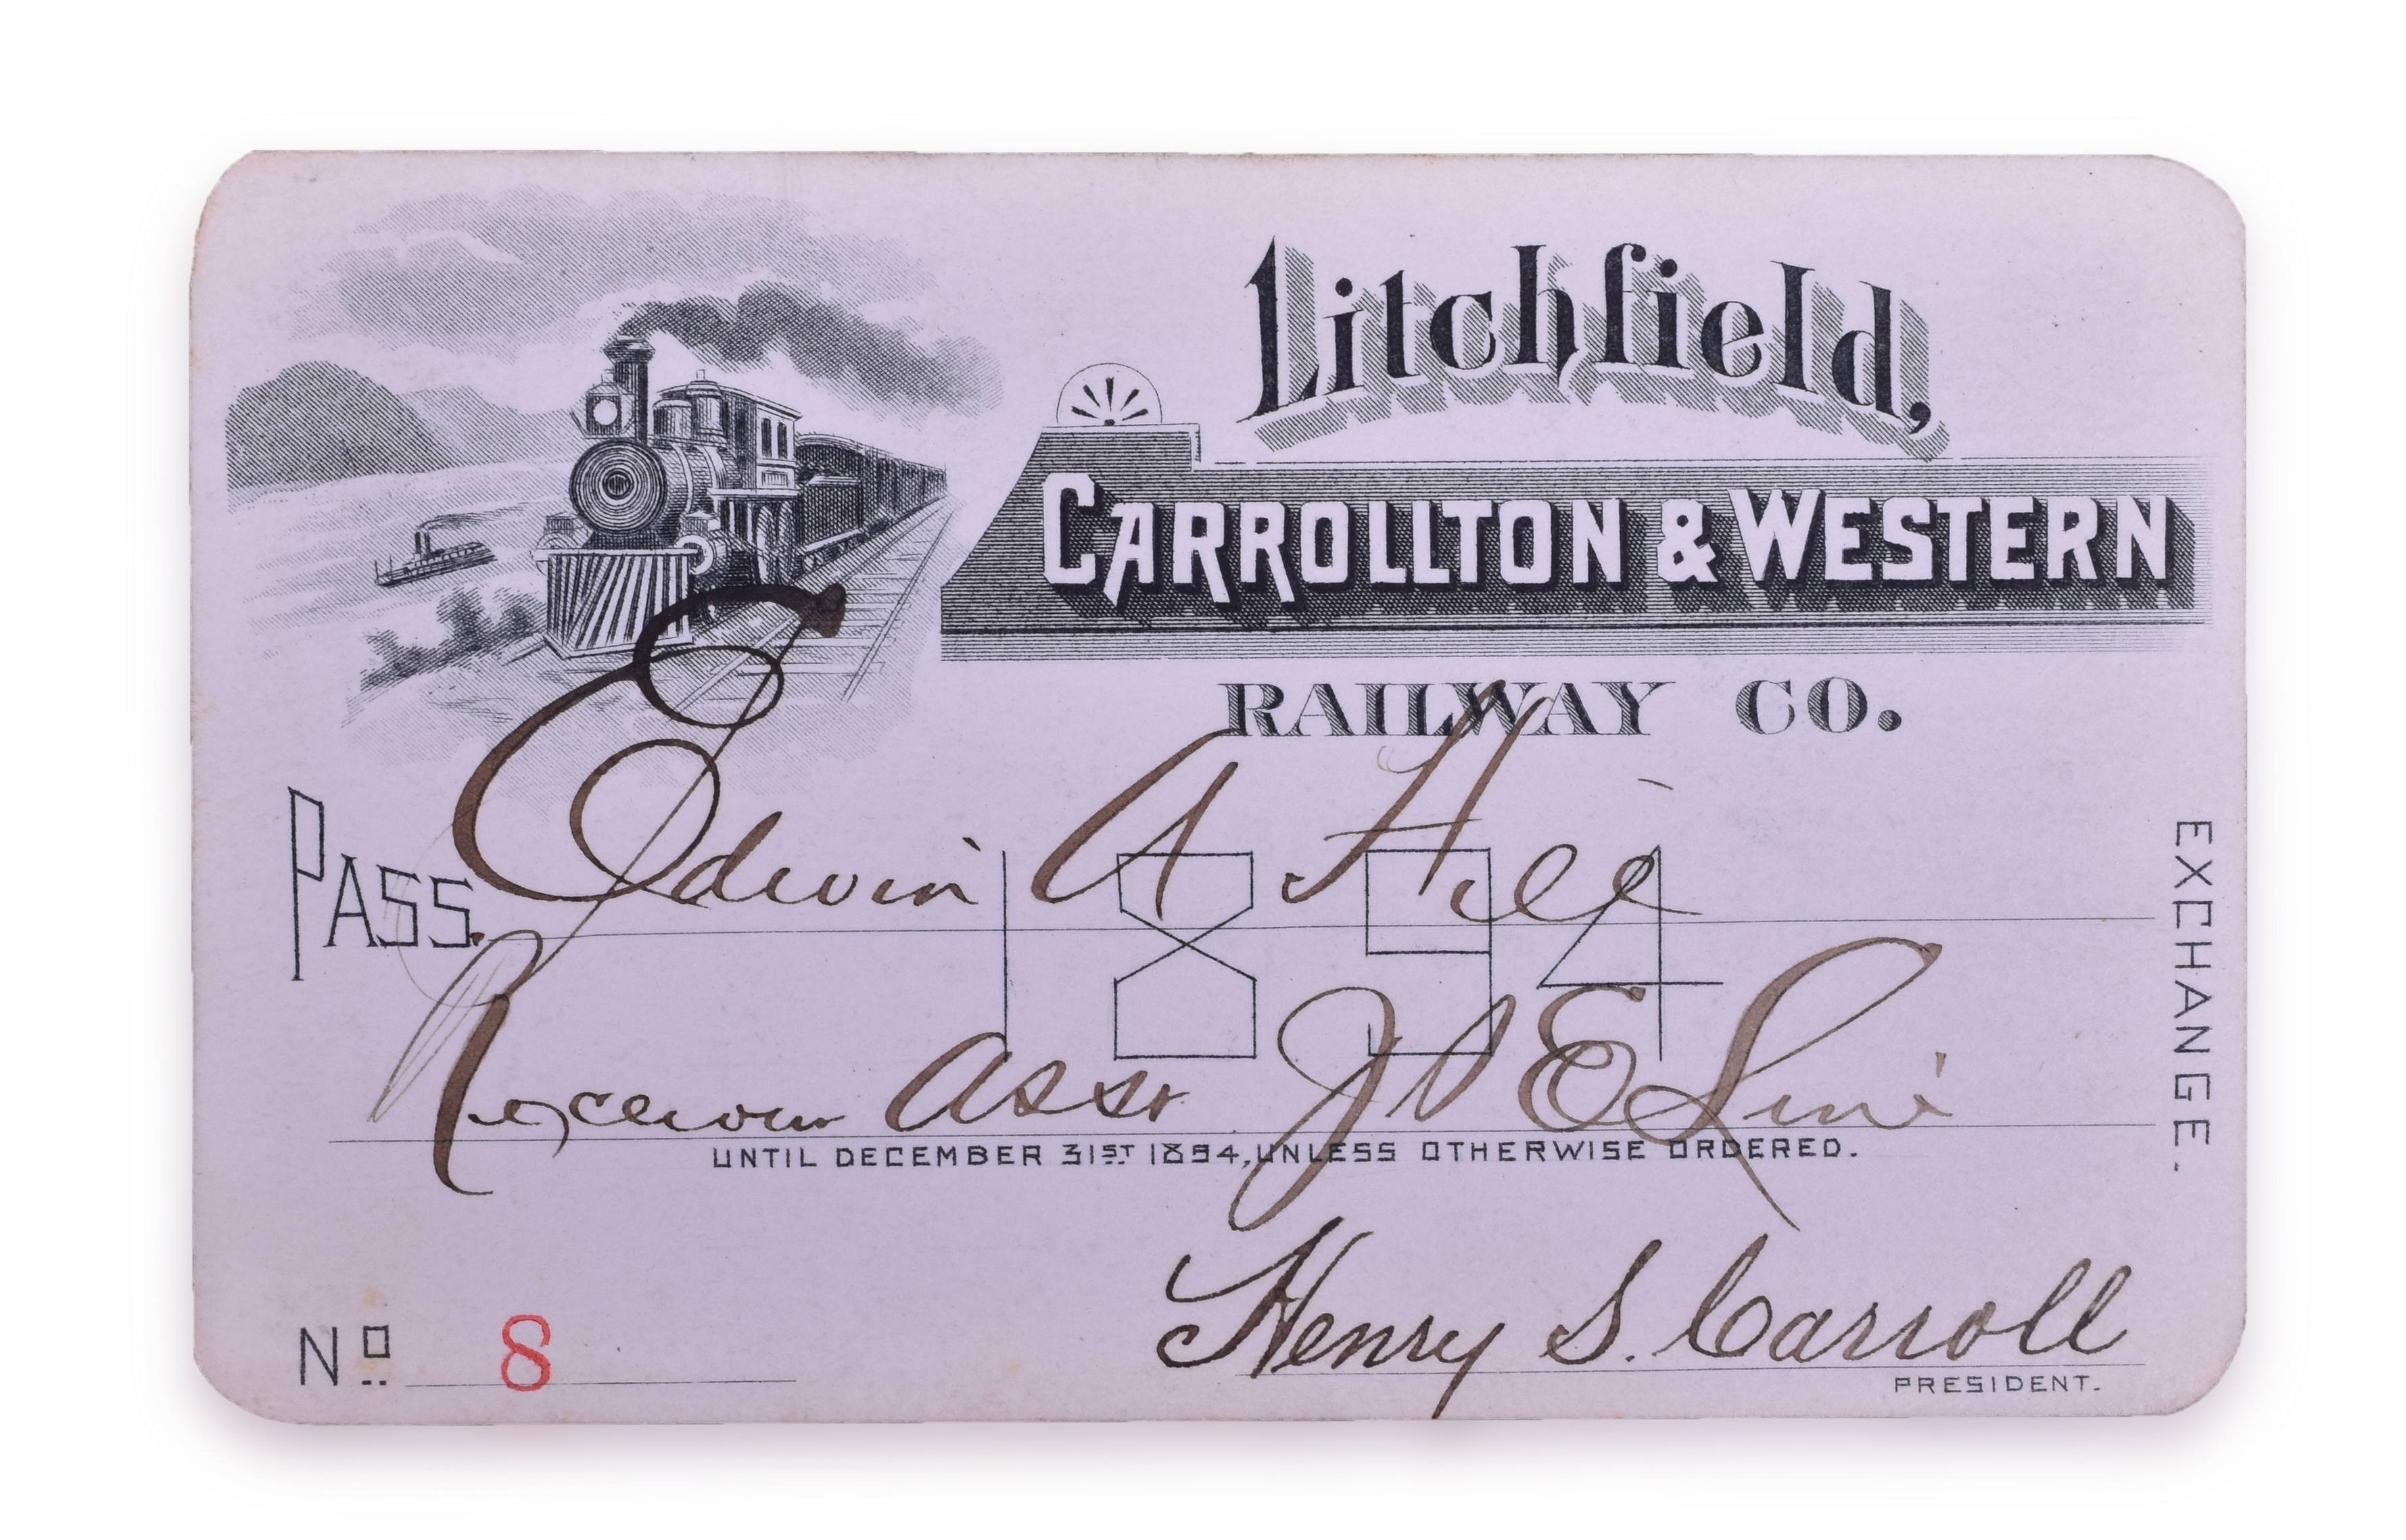 Litchfield,
CARROLLTON & WESTERN
RAILWAY CO.
PASS. Edwin A Hill
1894
Asst
UNTIL DECEMBER 31ST 1894, UNLESS OTHERWISE ORDERED.
EXCHANGE.
Henry S. Carroll
PRESIDENT.
No 8